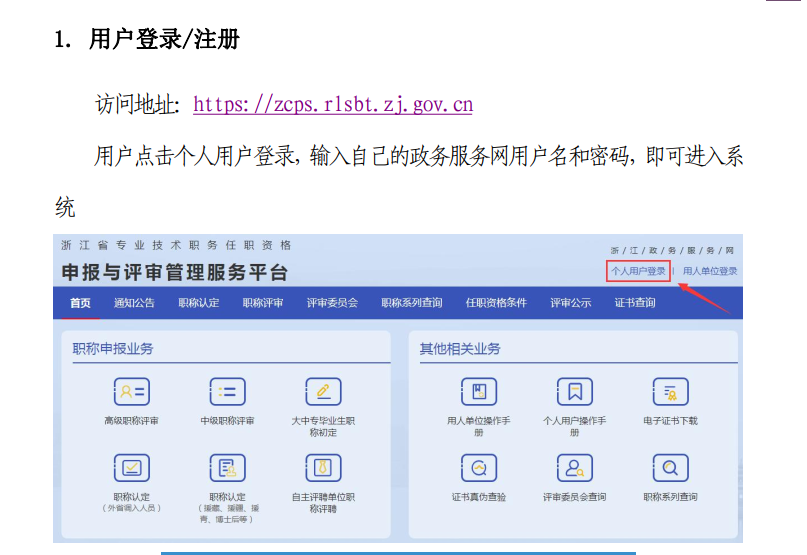 1. 用户登录/注册
访问地址: https://zcps.rlsbt.zj.gov.cn
用户点击个人用户登录, 输入自己的政务服务网用户名和密码, 即可进入系
统
浙江省专业技术职务任职资格
浙/江/政/务/服/务/网
申报与评审管理服务平台
个人用户登录 | 用人单位登录
首页 通知公告 职称认定 职称评审 评审委员会 职称系列查询 任职资格条件 评审公示 证书查询
职称申报业务
高级职称评审 中级职称评审 大中专毕业生职
称初定
职称认定
(外省调入人员)
职称认定
(援藏、援疆、援
青、博士后等)
自主评聘单位职
称评聘
其他相关业务
用人单位操作手
册
个人用户操作手
册
电子证书下载
证书真伪查验 评审委员会查询 职称系列查询